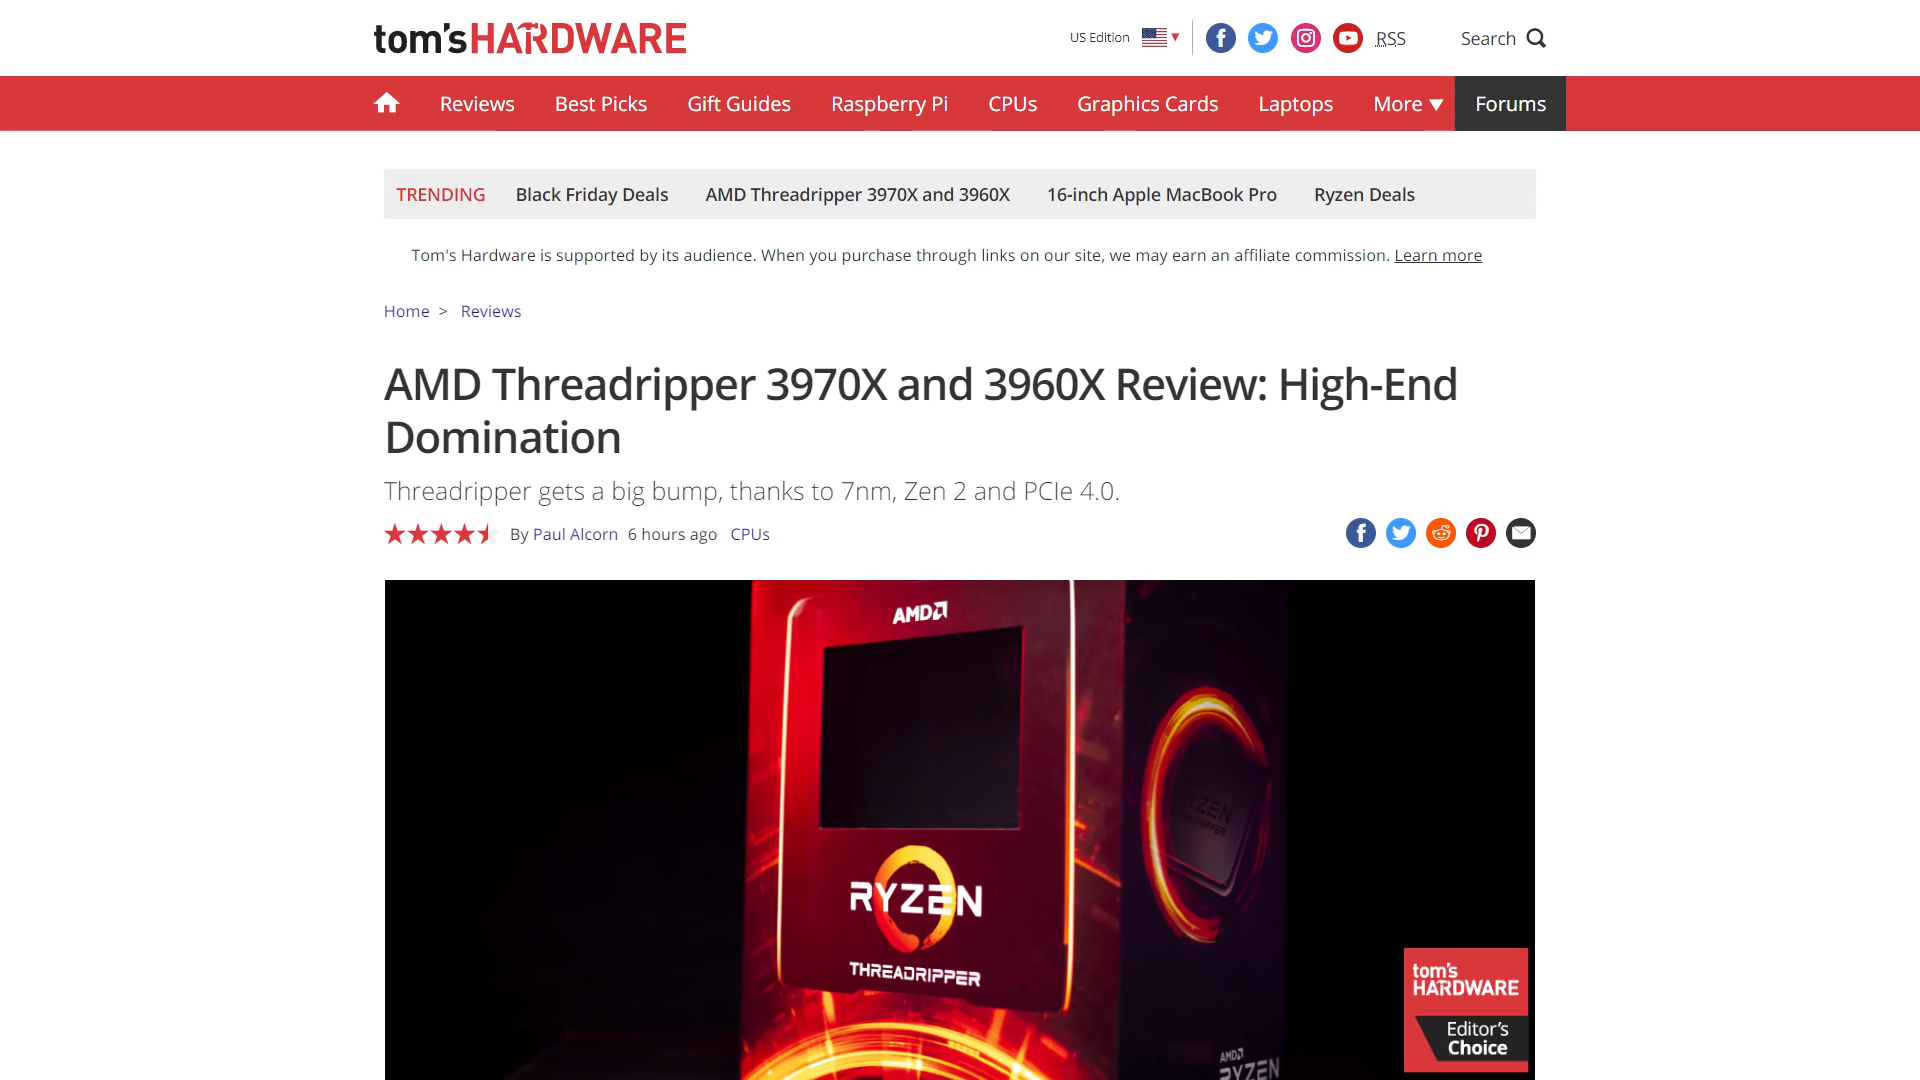 tom's HARDWARE
US Edition
RSS
Search
Reviews
Best Picks
Gift Guides
Raspberry Pi
CPUs
Graphics Cards
Laptops
More
Forums
TRENDING
Black Friday Deals
AMD Threadripper 3970X and 3960X
16-inch Apple MacBook Pro
Ryzen Deals
Tom's Hardware is supported by its audience. When you purchase through links on our site, we may earn an affiliate commission. Learn more
Home > Reviews
AMD Threadripper 3970X and 3960X Review: High-End
Domination
Threadripper gets a big bump, thanks to 7nm, Zen 2 and PCIe 4.0.
By Paul Alcorn 6 hours ago CPUs
AMD
RYZEN
THREADRIPPER
RYZEN
THREADRIPPER
AMD
RYZEN
tom's
HARDWARE
Editor's
Choice